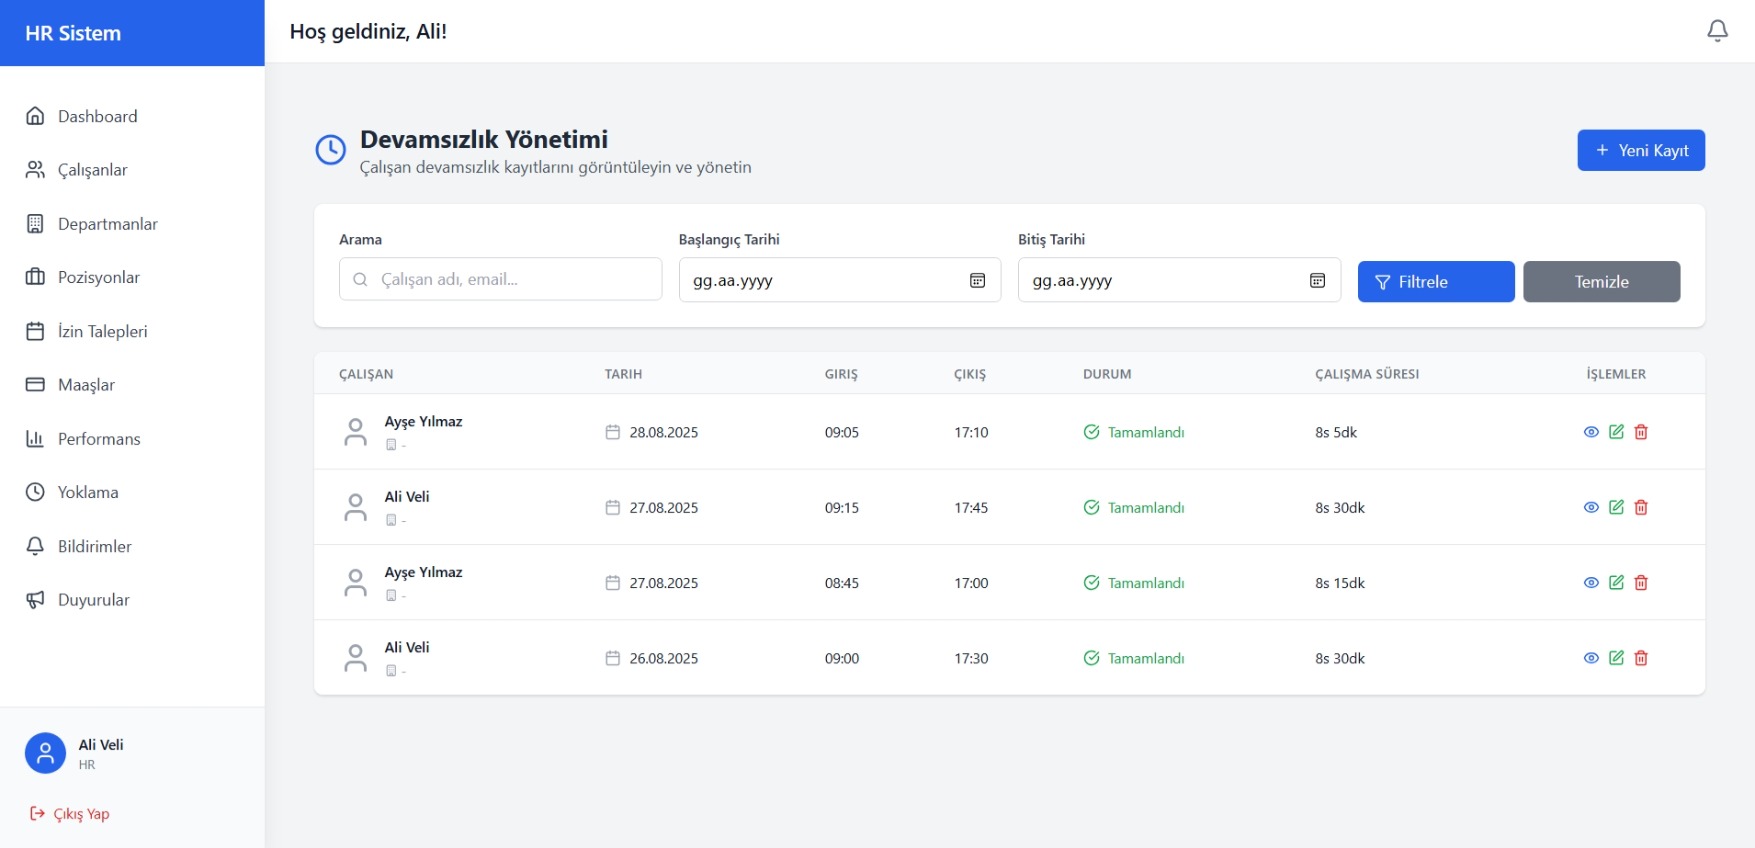 HR Sistem
Hoş geldiniz, Ali!
Dashboard
Çalışanlar
Departmanlar
Pozisyonlar
İzin Talepleri
Maaşlar
Performans
Yoklama
Bildirimler
Duyurular
Ali Veli
HR
Çıkış Yap
Devamsızlık Yönetimi
Çalışan devamsızlık kayıtlarını görüntüleyin ve yönetin
+ Yeni Kayıt
Arama Başlangıç Tarihi Bitiş Tarihi
Çalışan adı, email... gg.aa.yyyy gg.aa.yyyy Filtrele Temizle
ÇALIŞAN TARIH GIRIŞ ÇIKIŞ DURUM ÇALIŞMA SÜRESI İŞLEMLER
Ayşe Yılmaz
-
28.08.2025 09:05 17:10 Tamamlandı 8s 5dk
Ali Veli
-
27.08.2025 09:15 17:45 Tamamlandı 8s 30dk
Ayşe Yılmaz
-
27.08.2025 08:45 17:00 Tamamlandı 8s 15dk
Ali Veli
-
26.08.2025 09:00 17:30 Tamamlandı 8s 30dk